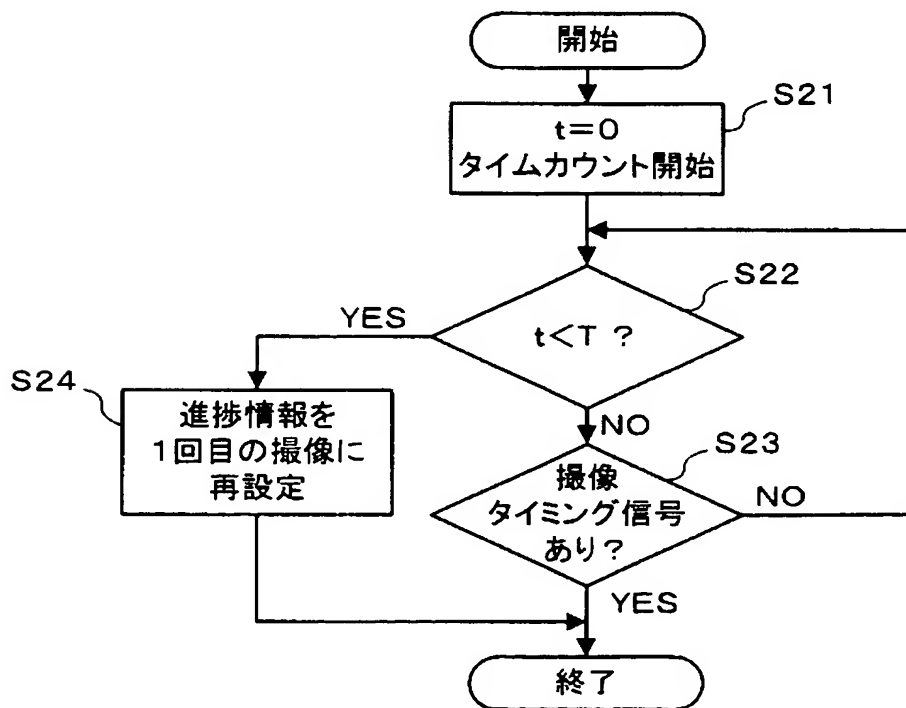 開始
S21
t=0
タイムカウント開始
S22
YES
t<T ?
S24
進捗情報を
1回目の撮像に
再設定
NO
S23
撮像
タイミング信号
あり?
NO
YES
終了